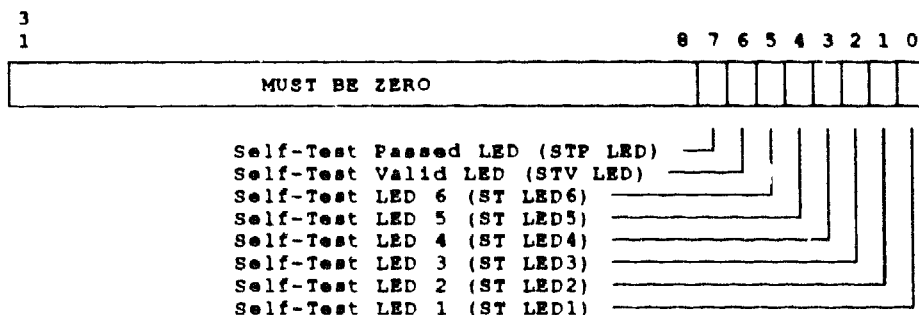 3
1 8 7 6 5 4 3 2 1 0
MUST BE ZERO
Self-Test Passed LED (STP LED)
Self-Test Valid LED (STV LED)
Self-Test LED 6 (ST LED6)
Self-Test LED 5 (ST LED5)
Self-Test LED 4 (ST LED4)
Self-Test LED 3 (ST LED3)
Self-Test LED 2 (ST LED2)
Self-Test LED 1 (ST LED1)